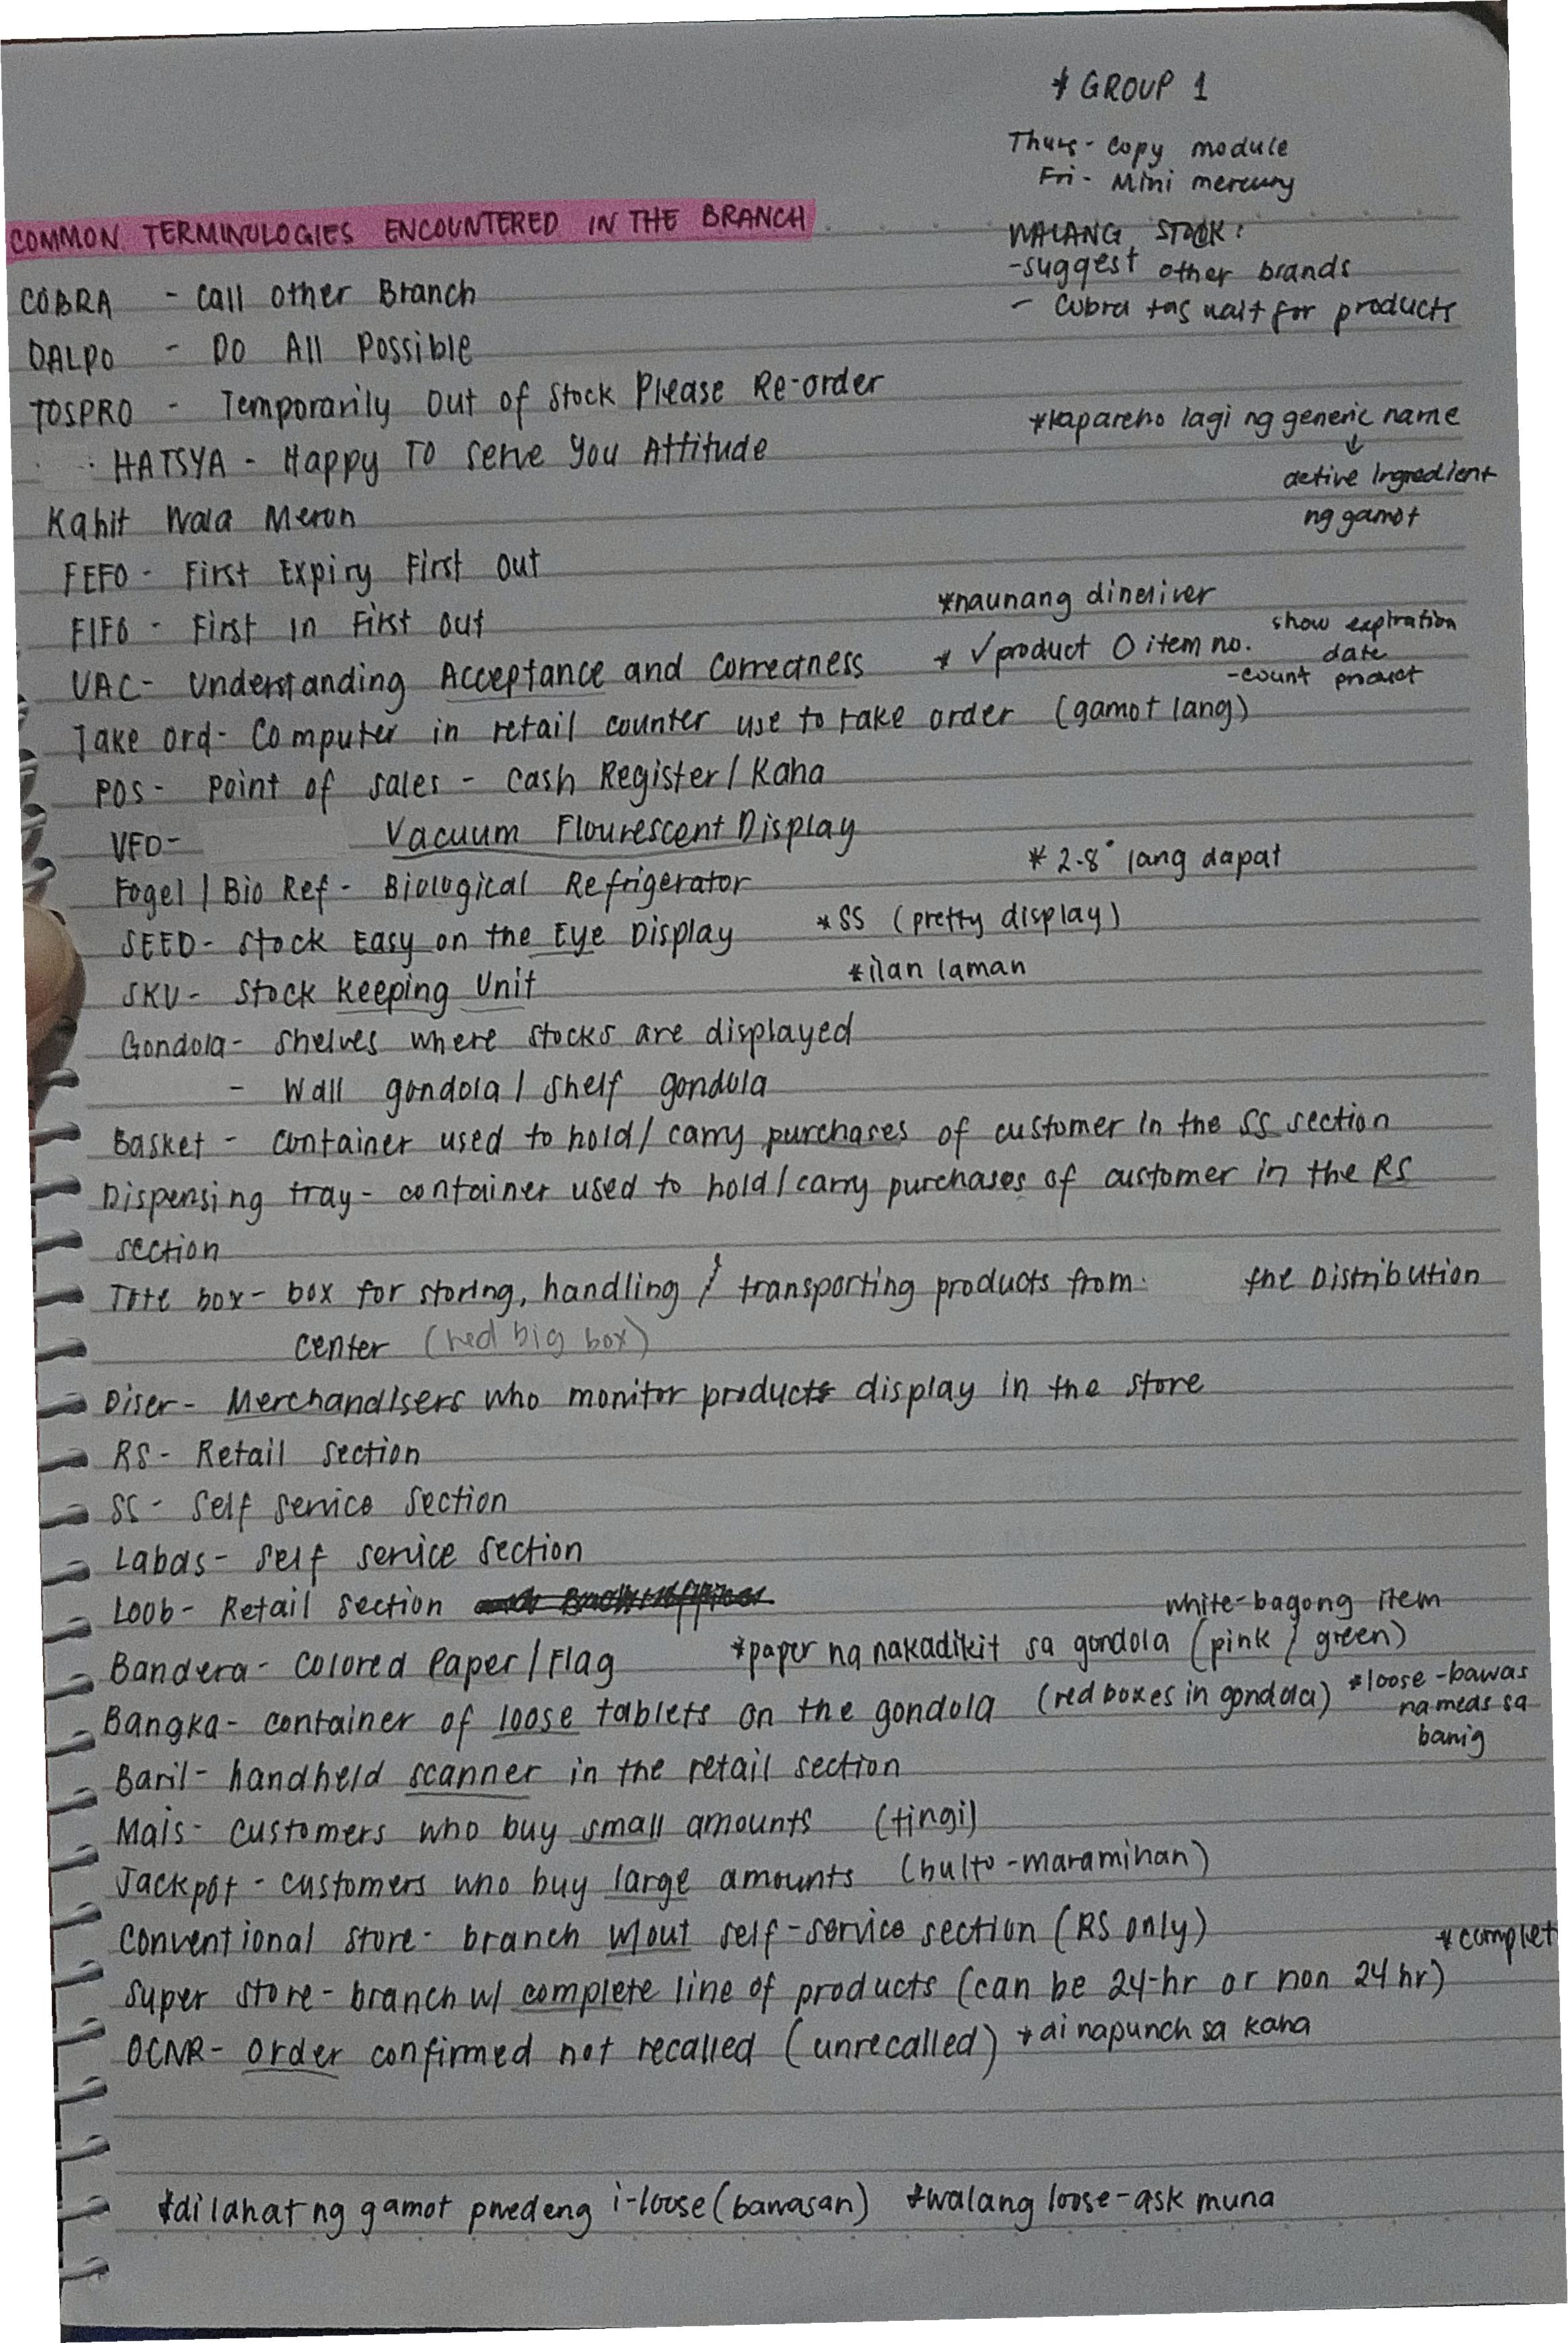 * GROUP 1
Thurs - Copy module
Fri - Mini mercury
COMMON TERMINOLOGIES ENCOUNTERED IN THE BRANCH
WALANG STOCK:
-suggest other brands
- Cobra tas wait for products
COBRA - Call Other Branch
DALPO - Do All Possible
TOSPRO - Temporarily Out of Stock Please Re-order
*kapareho lagi ng generic name
↓
active Ingredient
ng gamot
HATSYA - Happy To Serve You Attitude
Kahit Wala Meron
FEFO - First Expiry First Out
FIFO - First In First Out *naunang dineliver
UAC - Understanding Acceptance and Correctness * ✓product O item no. show expiration
date
-count product
Take ord - Computer in retail counter use to take order (gamot lang)
POS - Point of Sales - Cash Register / Kaha
VFD - Vacuum Flourescent Display
Fogel / Bio Ref - Biological Refrigerator * 2-8° lang dapat
SEED - Stock Easy on the Eye Display *SS (pretty display)
SKU - Stock Keeping Unit *ilan laman
Gondola - Shelves where stocks are displayed
- Wall gondola / Shelf gondola
Basket - container used to hold / carry purchases of customer in the SS section
Dispensing tray - container used to hold / carry purchases of customer in the RS
section
Tote box - box for storing, handling / transporting products from the Distribution
center (red big box)
Diser - Merchandisers who monitor products display in the store
RS - Retail Section
SS - Self Service Section
Labas - Self Service Section
Loob - Retail Section
white-bagong item
Bandera - Colored Paper / Flag *paper na nakadikit sa gondola (pink / green)
Bangka - container of loose tablets on the gondola (red boxes in gondola) *loose -bawas
na meds sa
banig
Baril - handheld scanner in the retail section
Mais - customers who buy small amounts (tingi)
Jackpot - customers who buy large amounts (bulto - maramihan)
Conventional Store - branch w/out self-service section (RS only)
*complet
Super Store - branch w/ complete line of products (can be 24-hr or non 24 hr)
OCNR - Order confirmed not recalled (unrecalled) *di napunch sa kaha
*di lahat ng gamot pwedeng i-loose (bawasan) *walang loose - ask muna